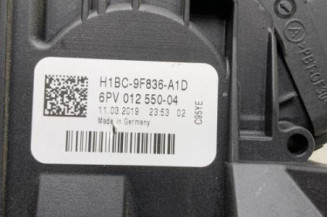 H1BC-9F836-A1D
6PV 012 550-04
11.03.2019 23:53 02
Made in Germany
C95YE